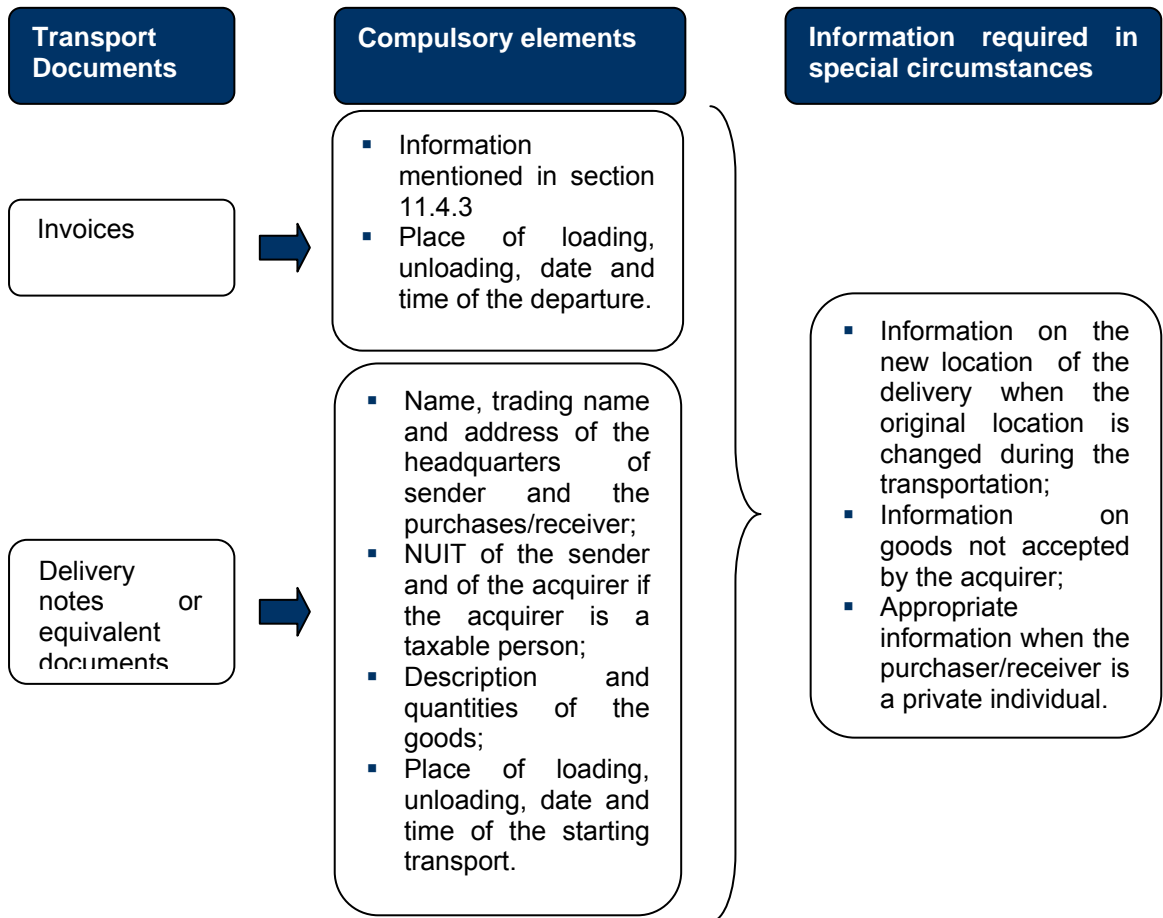 Transport
Documents
Compulsory elements
Information required in
special circumstances
Invoices
▪ Information
mentioned in section
11.4.3
▪ Place of loading,
unloading, date and
time of the departure.
Delivery
notes or
equivalent
documents
▪ Name, trading name
and address of the
headquarters of
sender and the
purchases/receiver;
▪ NUIT of the sender
and of the acquirer if
the acquirer is a
taxable person;
▪ Description and
quantities of the
goods;
▪ Place of loading,
unloading, date and
time of the starting
transport.
▪ Information on the
new location of the
delivery when the
original location is
changed during the
transportation;
▪ Information on
goods not accepted
by the acquirer;
▪ Appropriate
information when the
purchaser/receiver is
a private individual.